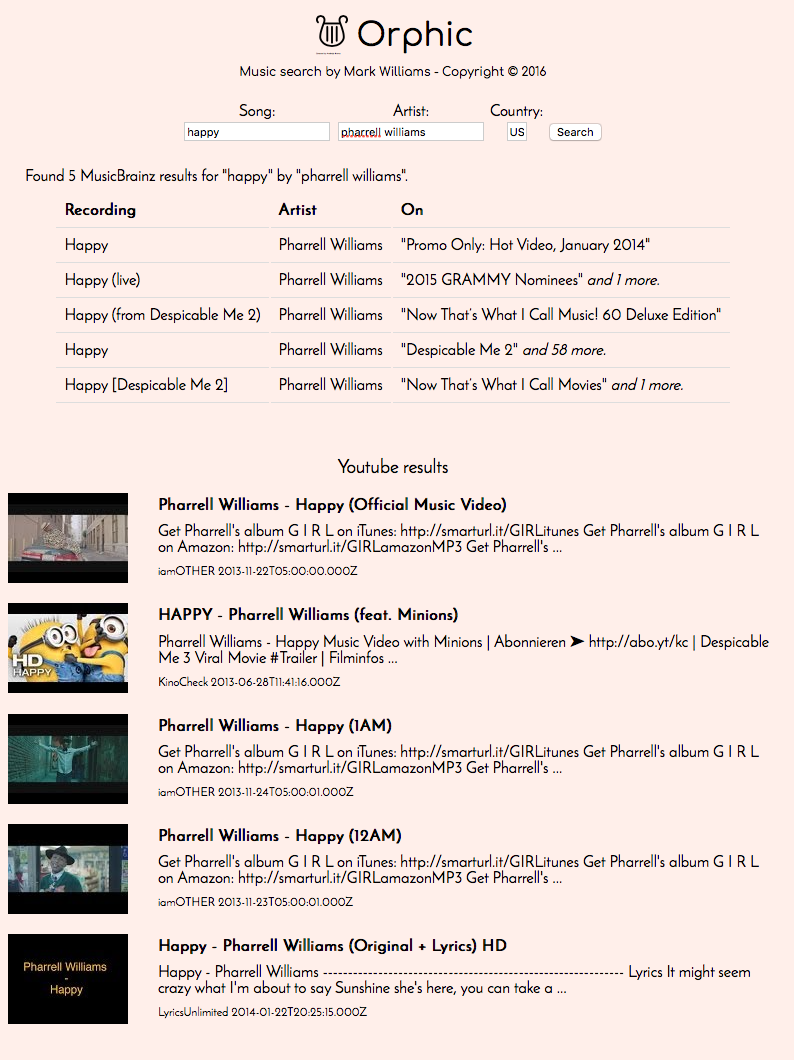 Orphic
Music search by Mark Williams - Copyright © 2016
Song: Artist: Country:
happy pharrell williams US Search
Found 5 MusicBrainz results for "happy" by "pharrell williams".
Recording Artist On
Happy Pharrell Williams "Promo Only: Hot Video, January 2014"
Happy (live) Pharrell Williams "2015 GRAMMY Nominees" and 1 more.
Happy (from Despicable Me 2) Pharrell Williams "Now That's What I Call Music! 60 Deluxe Edition"
Happy Pharrell Williams "Despicable Me 2" and 58 more.
Happy [Despicable Me 2] Pharrell Williams "Now That's What I Call Movies" and 1 more.
Youtube results
Pharrell Williams - Happy (Official Music Video)
Get Pharrell's album G I R L on iTunes: http://smarturl.it/GIRLitunes Get Pharrell's album G I R L
on Amazon: http://smarturl.it/GIRLamazonMP3 Get Pharrell's ...
iamOTHER 2013-11-22T05:00:00.000Z
HD
HAPPY
HAPPY - Pharrell Williams (feat. Minions)
Pharrell Williams - Happy Music Video with Minions | Abonnieren ➤ http://abo.yt/kc | Despicable
Me 3 Viral Movie #Trailer | Filminfos ...
KinoCheck 2013-06-28T11:41:16.000Z
Pharrell Williams - Happy (1AM)
Get Pharrell's album G I R L on iTunes: http://smarturl.it/GIRLitunes Get Pharrell's album G I R L
on Amazon: http://smarturl.it/GIRLamazonMP3 Get Pharrell's ...
iamOTHER 2013-11-24T05:00:01.000Z
Pharrell Williams - Happy (12AM)
Get Pharrell's album G I R L on iTunes: http://smarturl.it/GIRLitunes Get Pharrell's album G I R L
on Amazon: http://smarturl.it/GIRLamazonMP3 Get Pharrell's ...
iamOTHER 2013-11-23T05:00:01.000Z
Pharrell Williams
-
Happy
Happy - Pharrell Williams (Original + Lyrics) HD
Happy - Pharrell Williams ------------------------------------------------------------ Lyrics It might seem
crazy what I'm about to say Sunshine she's here, you can take a ...
LyricsUnlimited 2014-01-22T20:25:15.000Z